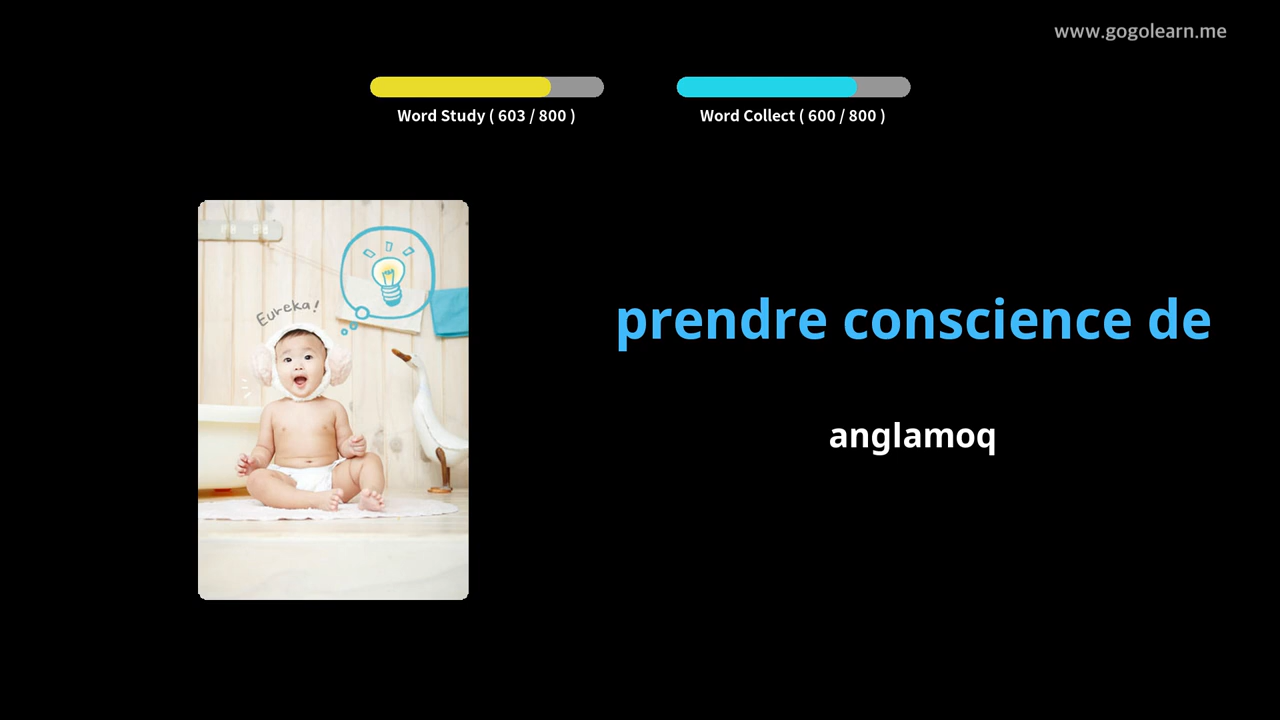 www.gogolearn.me
Word Study ( 603 / 800 )
Word Collect ( 600 / 800 )
Eureka!
prendre conscience de
anglamoq